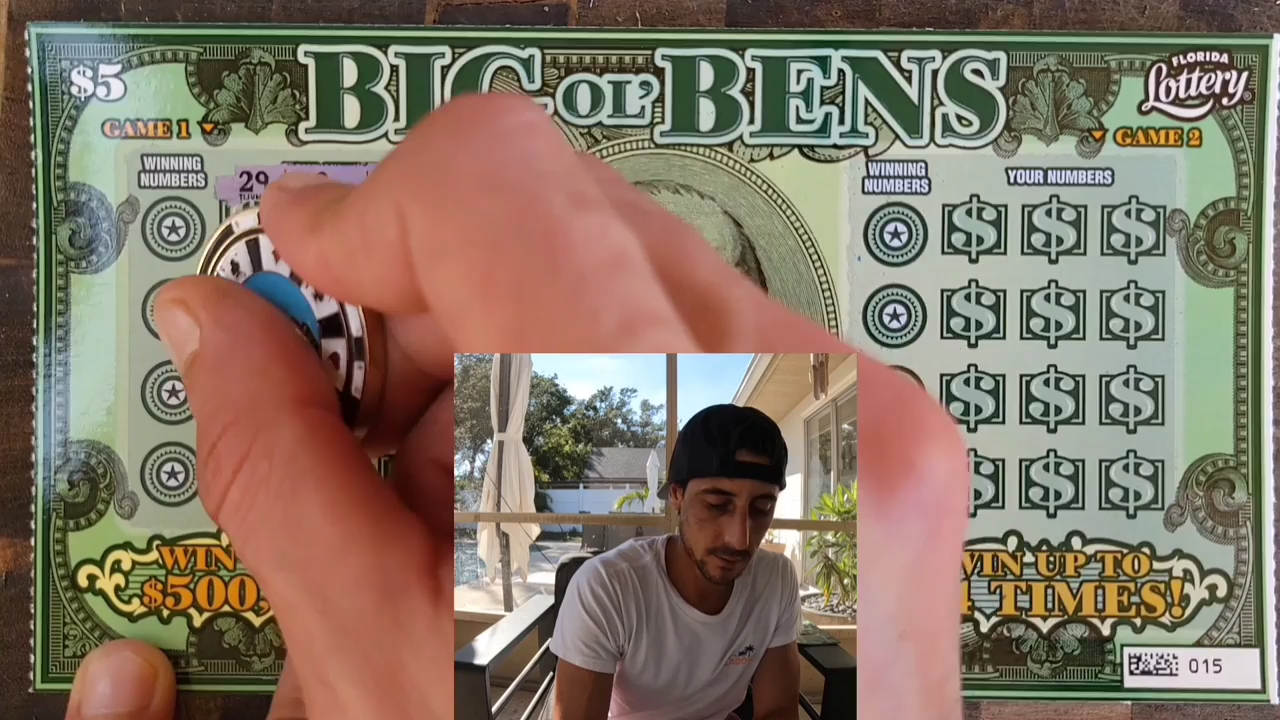 $5
BIG OL' BENS
FLORIDA
Lottery
GAME 1
GAME 2
WINNING
NUMBERS
29
WINNING
NUMBERS
YOUR NUMBERS
WIN
$500,
WIN UP TO
TIMES!
015